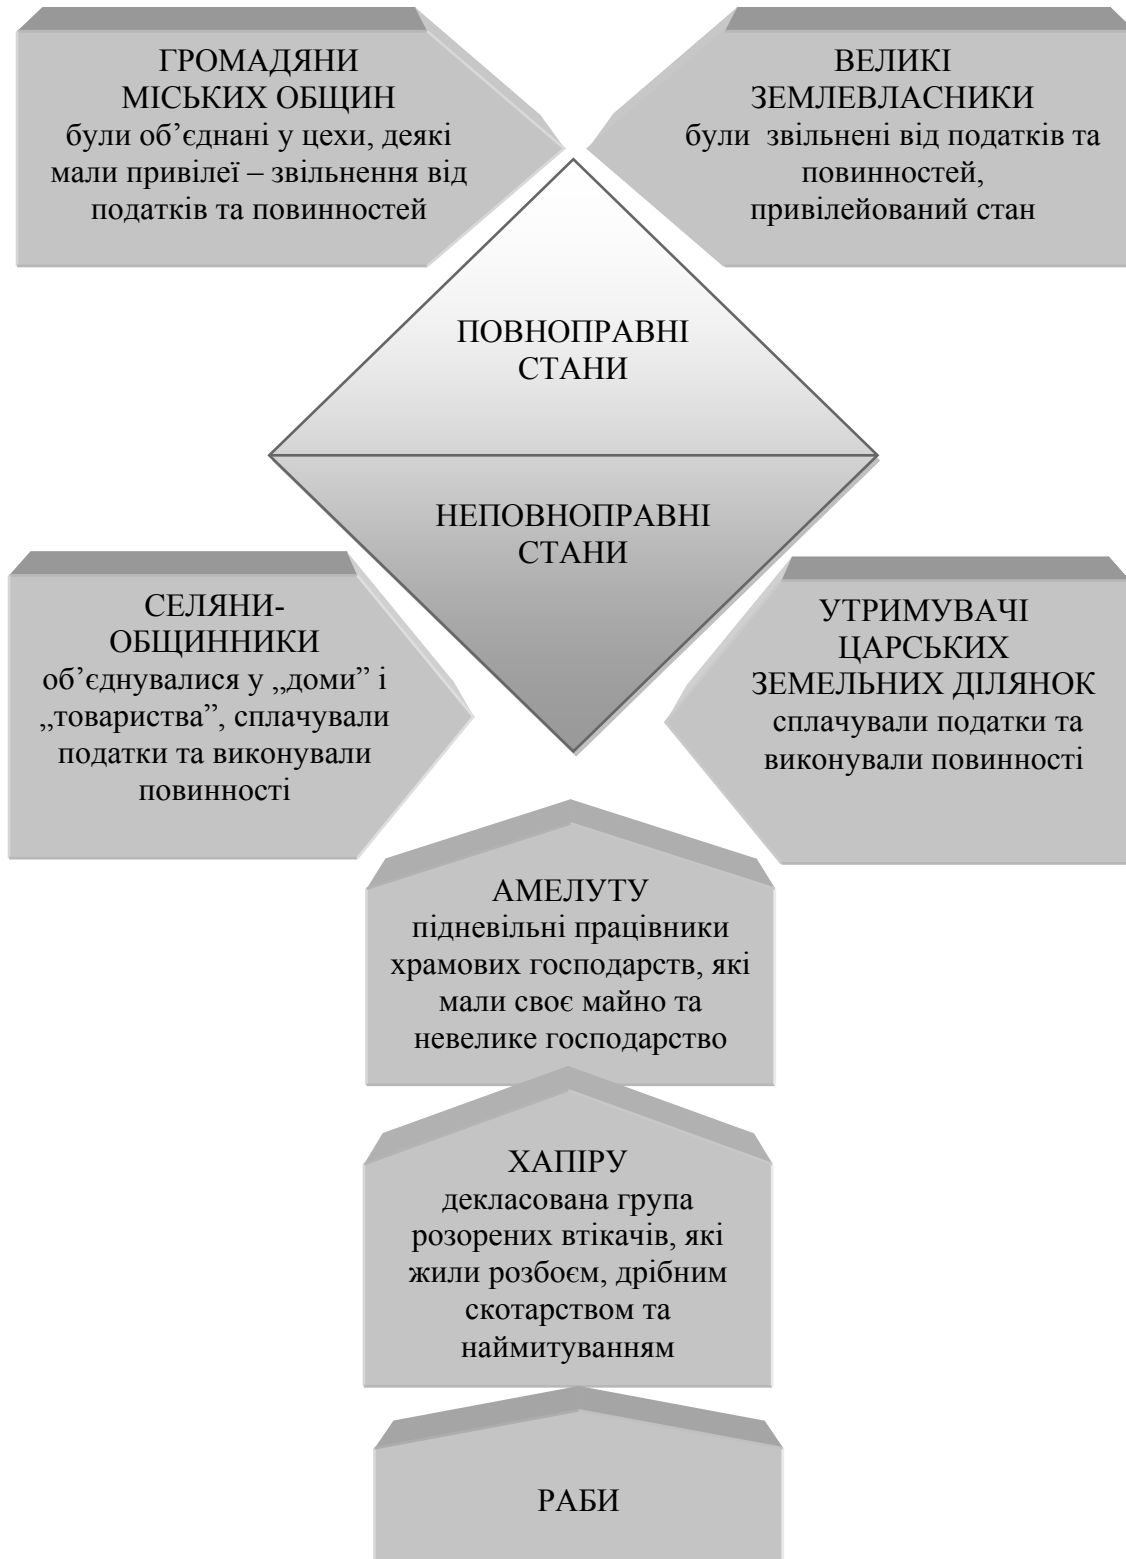 ГРОМАДЯНИ
МІСЬКИХ ОБЩИН
були об’єднані у цехи, деякі
мали привілеї – звільнення від
податків та повинностей
ВЕЛИКІ
ЗЕМЛЕВЛАСНИКИ
були звільнені від податків та
повинностей,
привілейований стан
ПОВНОПРАВНІ
СТАНИ
НЕПОВНОПРАВНІ
СТАНИ
СЕЛЯНИ-
ОБЩИННИКИ
об’єднувалися у „доми” і
„товариства”, сплачували
податки та виконували
повинності
УТРИМУВАЧІ
ЦАРСЬКИХ
ЗЕМЕЛЬНИХ ДІЛЯНОК
сплачували податки та
виконували повинності
АМЕЛУТУ
підневільні працівники
храмових господарств, які
мали своє майно та
невелике господарство
ХАПІРУ
декласована група
розорених втікачів, які
жили розбоєм, дрібним
скотарством та
наймитуванням
РАБИ